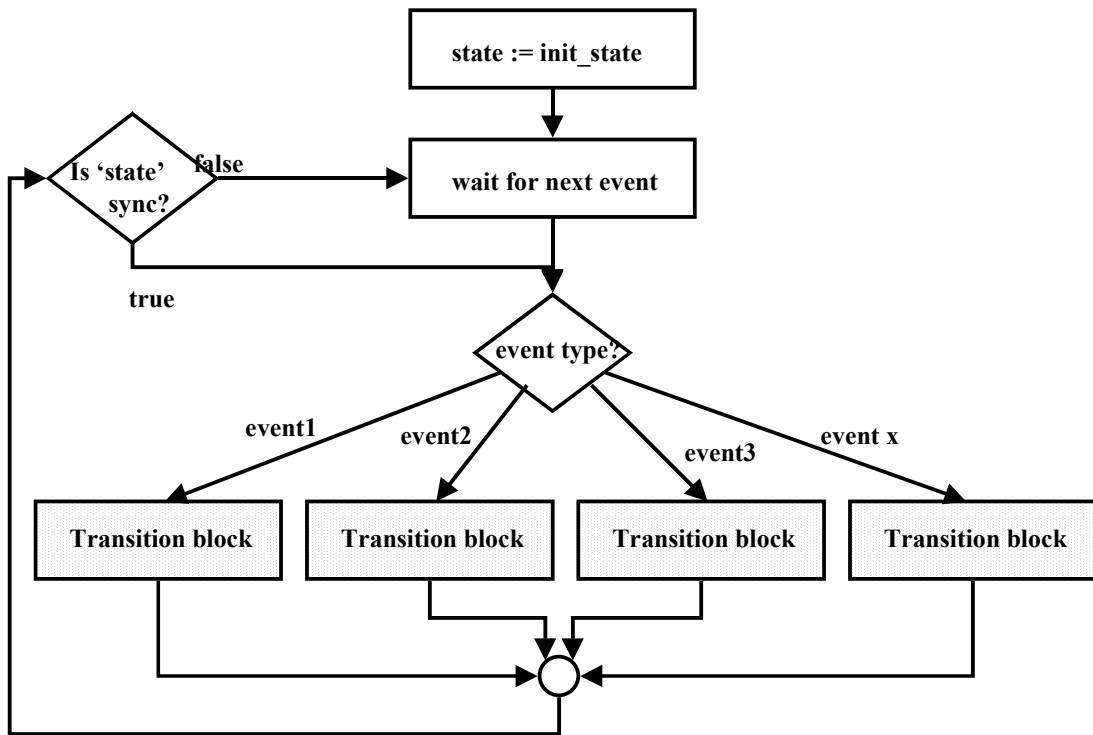 state := init_state
Is ‘state’
sync?
false
wait for next event
true
event type?
event1
event2
event3
event x
Transition block
Transition block
Transition block
Transition block